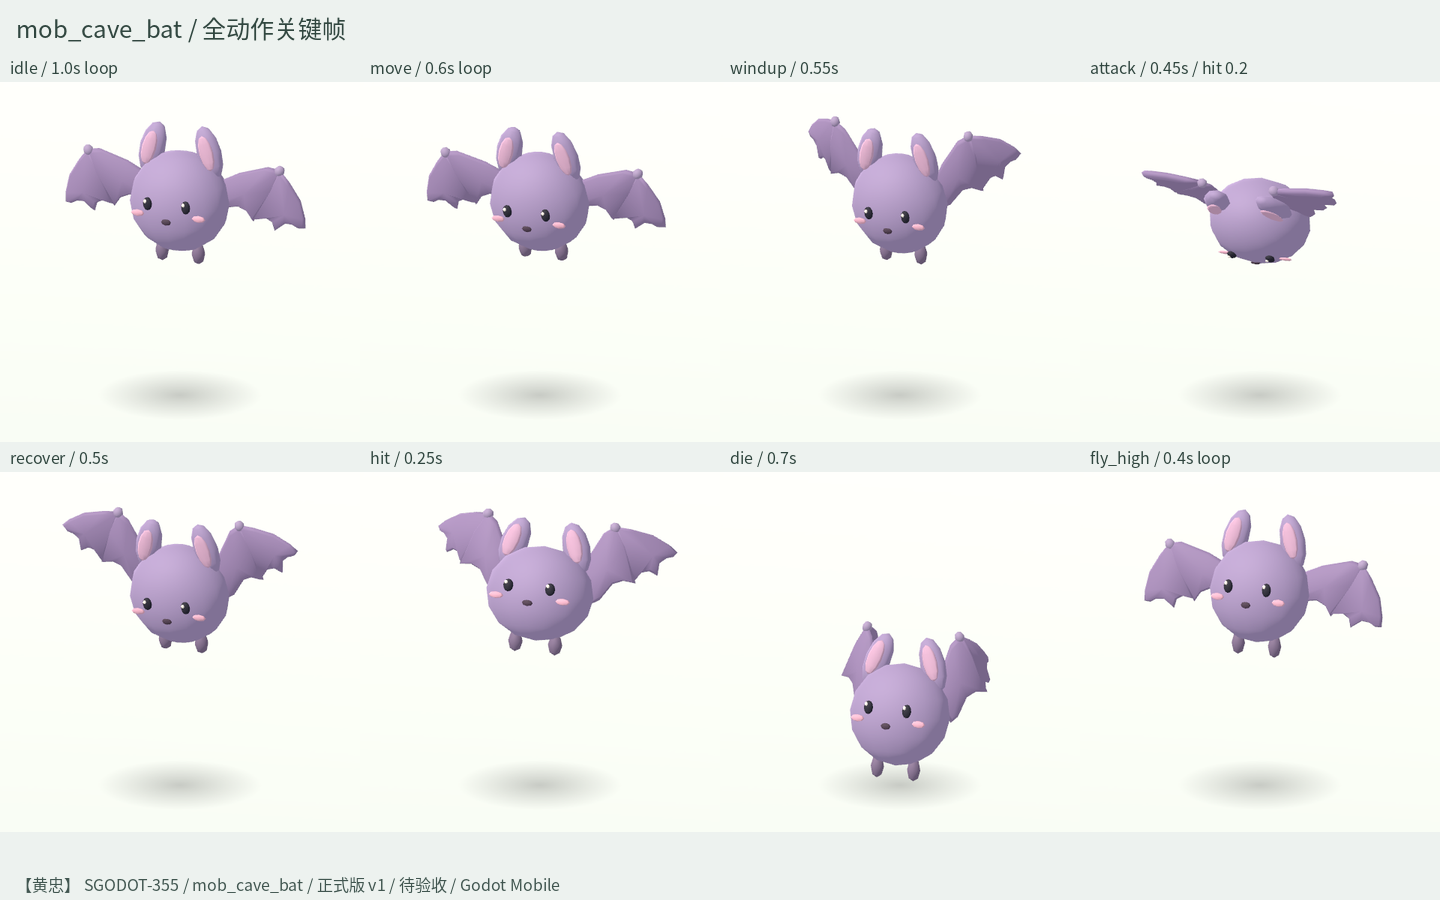 mob_cave_bat / 全动作关键帧
idle / 1.0s loop
move / 0.6s loop
windup / 0.55s
attack / 0.45s / hit 0.2
recover / 0.5s
hit / 0.25s
die / 0.7s
fly_high / 0.4s loop
【黄忠】 SGODOT-355 / mob_cave_bat / 正式版 v1 / 待验收 / Godot Mobile